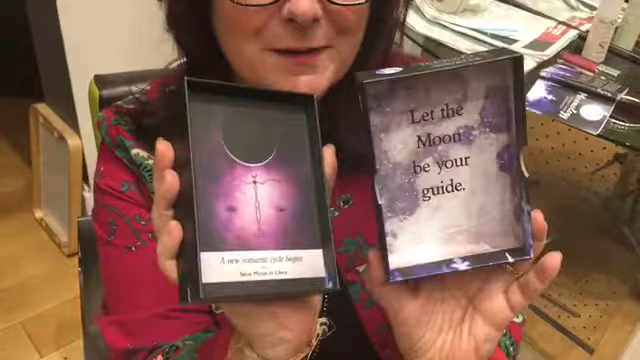 A new romantic cycle begins
New Moon in Libra
Let the
Moon
be your
guide.